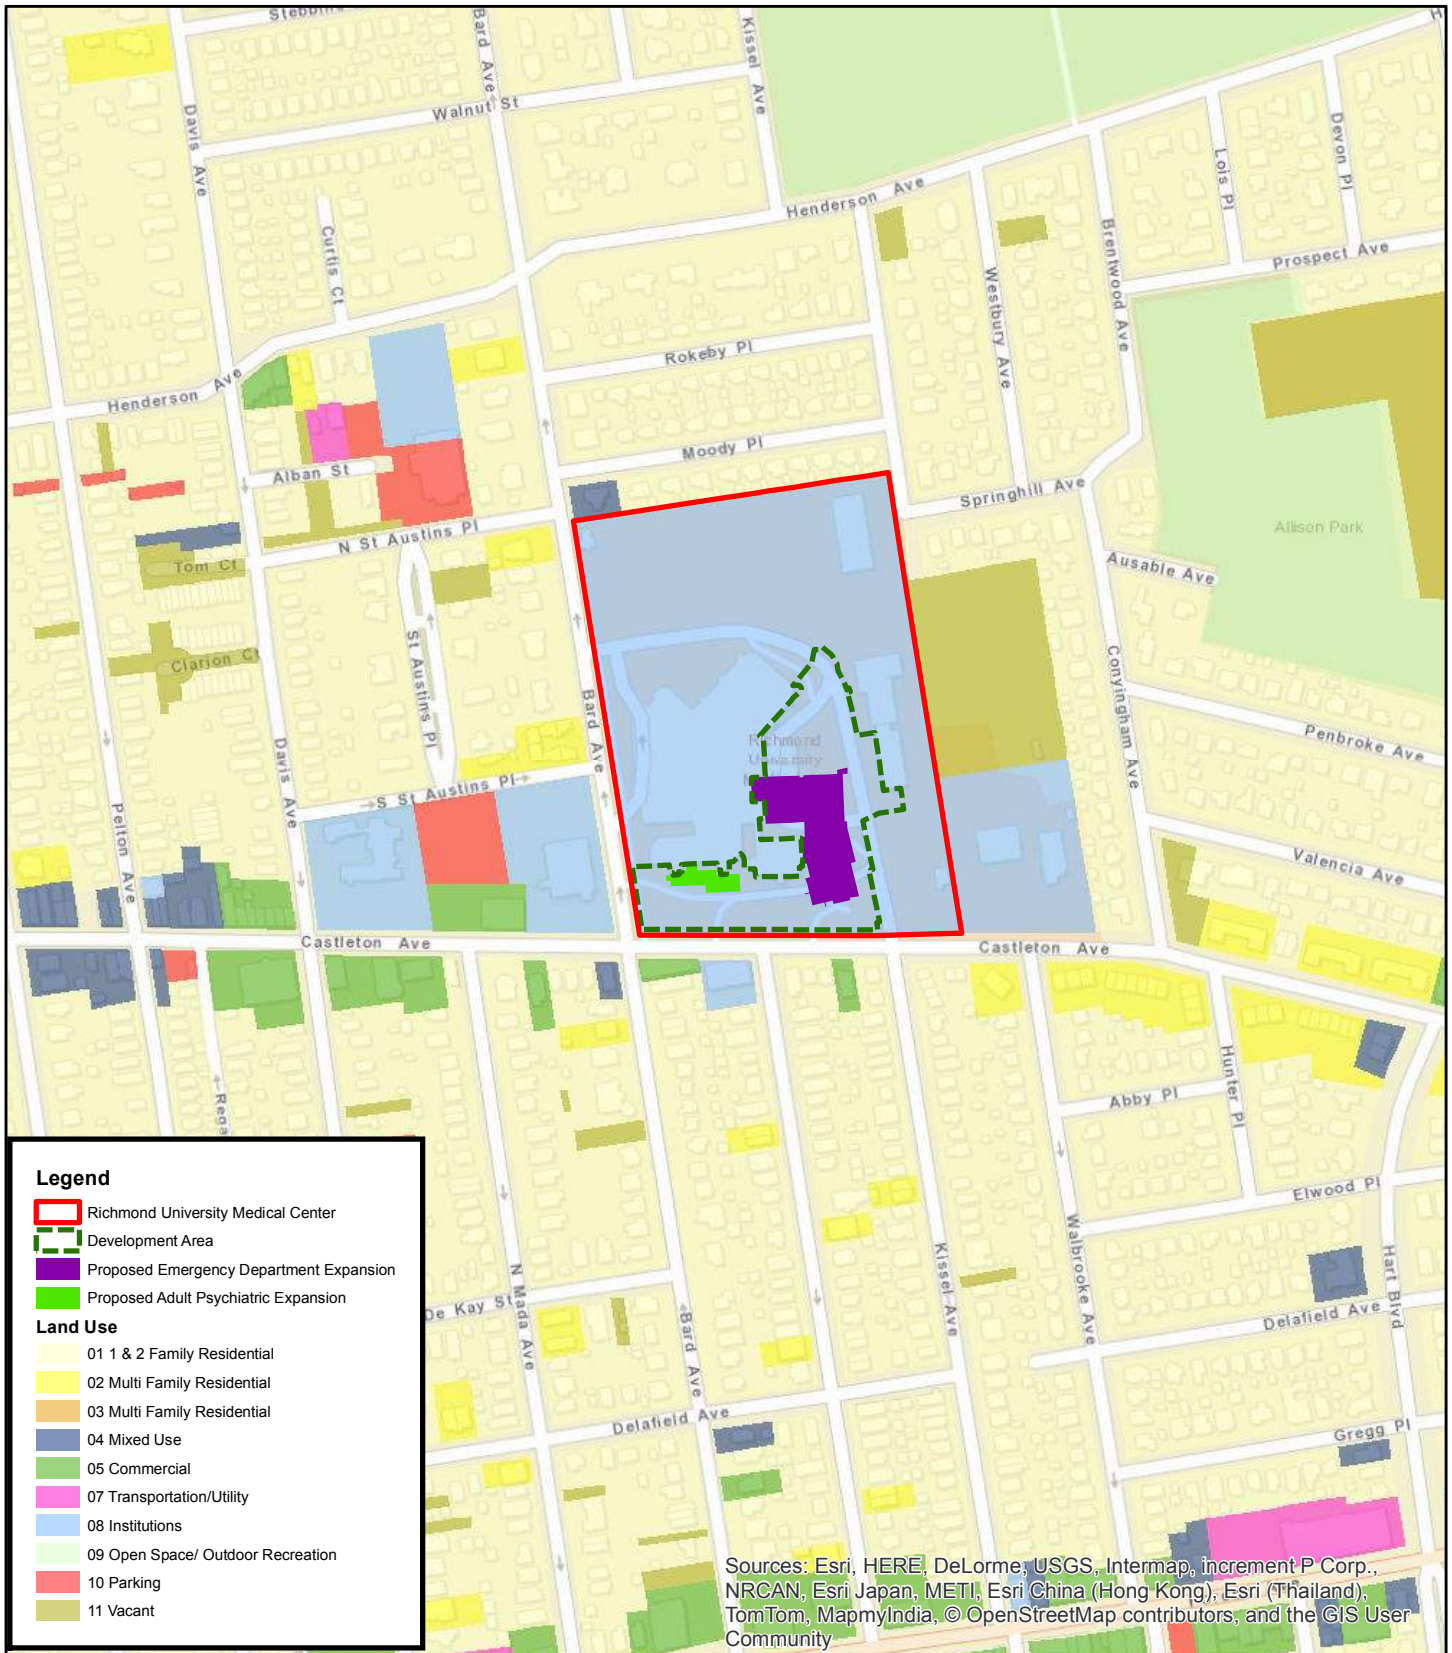 Stebbins
Bard Ave
Kissel Ave
Walnut St
Davis Ave
Curtis Ct
Henderson Ave
Lois Pl
Devon Pl
Brentwood Ave
Prospect Ave
Westbury Ave
Rokeby Pl
Henderson Ave
Moody Pl
Alban St
Springhill Ave
N St Austins Pl
Allison Park
Tom Ct
Ausable Ave
Clarion Ct
St Austins Pl
Bard Ave
Conyingham Ave
Penbroke Ave
Richmond
University
Davis Ave
S St Austins Pl
Pelton Ave
Valencia Ave
Castleton Ave
Castleton Ave
Hunter Pl
Abby Pl
Rega
Elwood Pl
Walbrooke Ave
Kissel Ave
Hart Blvd
N Mada Ave
De Kay St
Bard Ave
Delafield Ave
Delafield Ave
Gregg Pl
Legend
Richmond University Medical Center
Development Area
Proposed Emergency Department Expansion
Proposed Adult Psychiatric Expansion
Land Use
01 1 & 2 Family Residential
02 Multi Family Residential
03 Multi Family Residential
04 Mixed Use
05 Commercial
07 Transportation/Utility
08 Institutions
09 Open Space/ Outdoor Recreation
10 Parking
11 Vacant
Sources: Esri, HERE, DeLorme, USGS, Intermap, increment P Corp.,
NRCAN, Esri Japan, METI, Esri China (Hong Kong), Esri (Thailand),
TomTom, MapmyIndia, © OpenStreetMap contributors, and the GIS User
Community